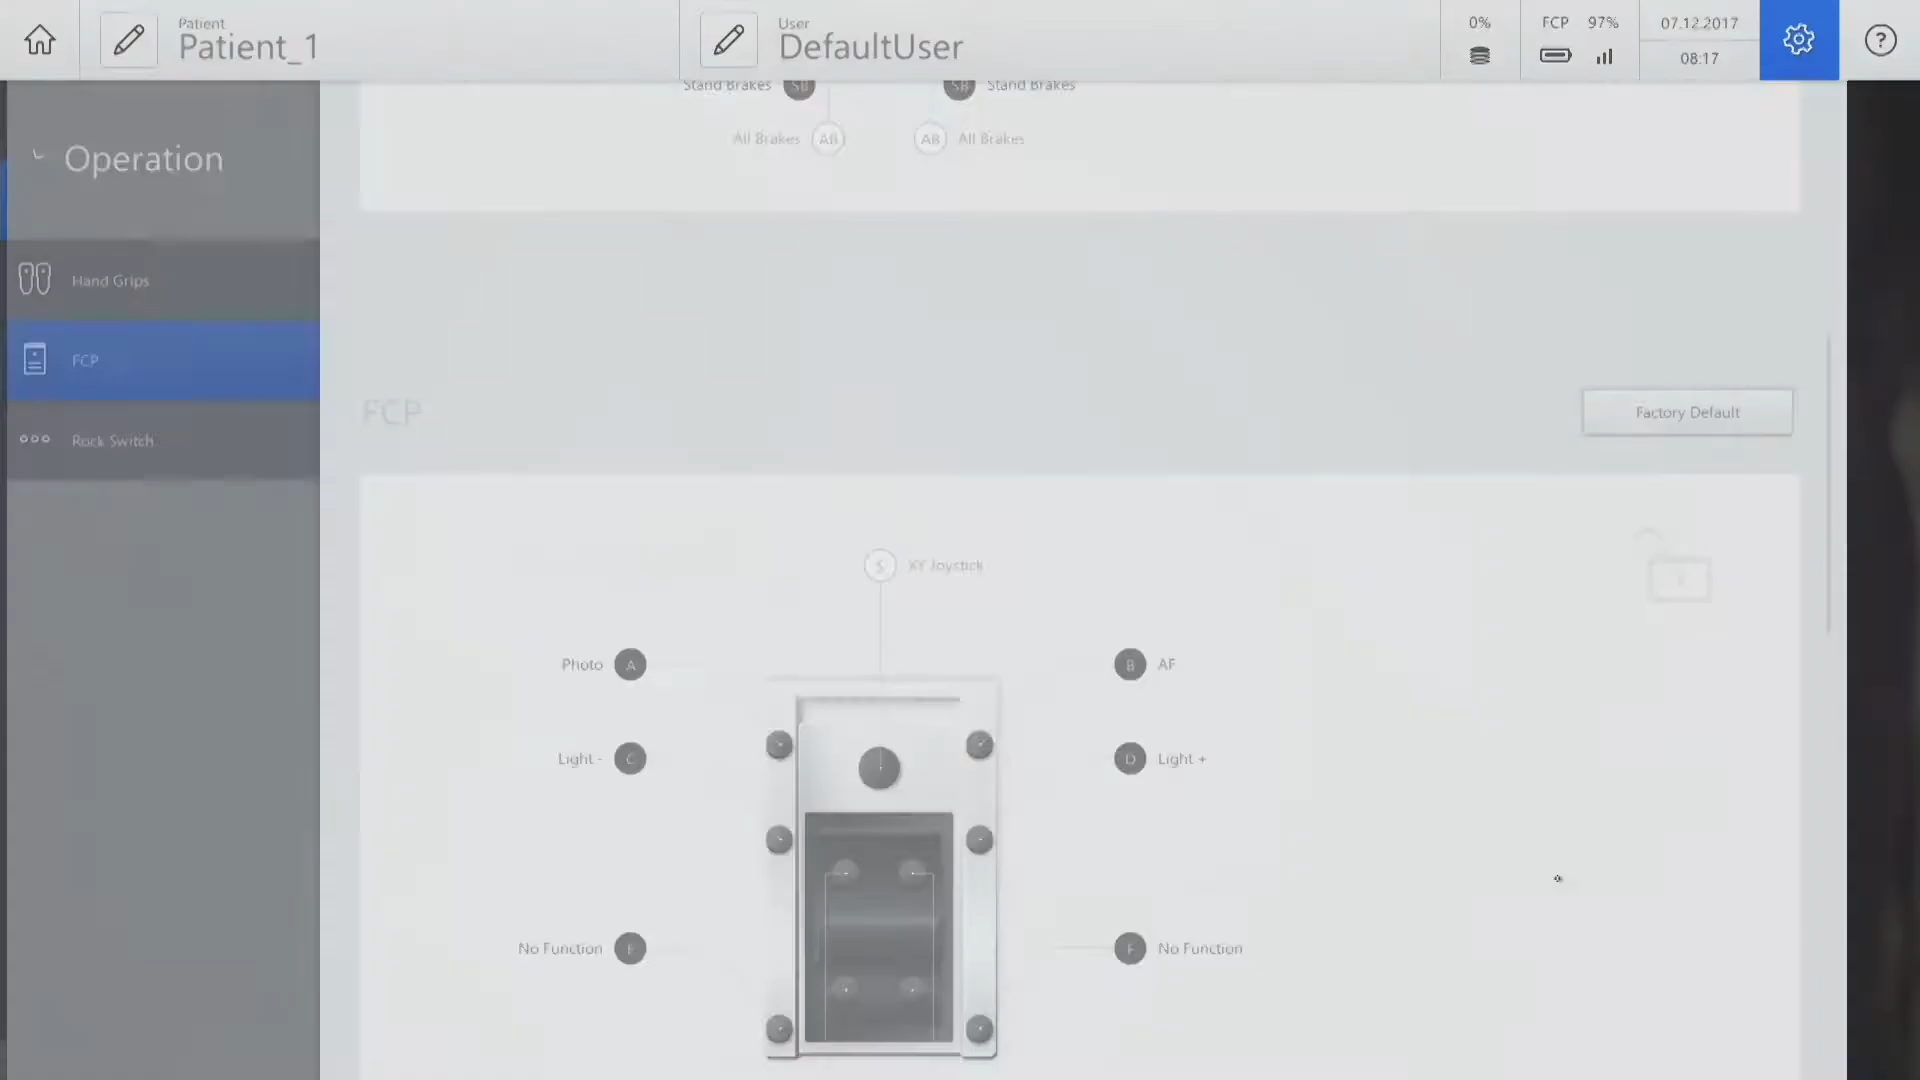 Patient
Patient_1
User
DefaultUser
0%
FCP 97%
07.12.2017
08:17
?
Operation
Hand Grips
FCP
Rock Switch
Stand Brakes SB SB Stand Brakes
All Brakes AB AB All Brakes
FCP
Factory Default
S XY Joystick
Photo A B AF
Light - C D Light +
No Function F No Function